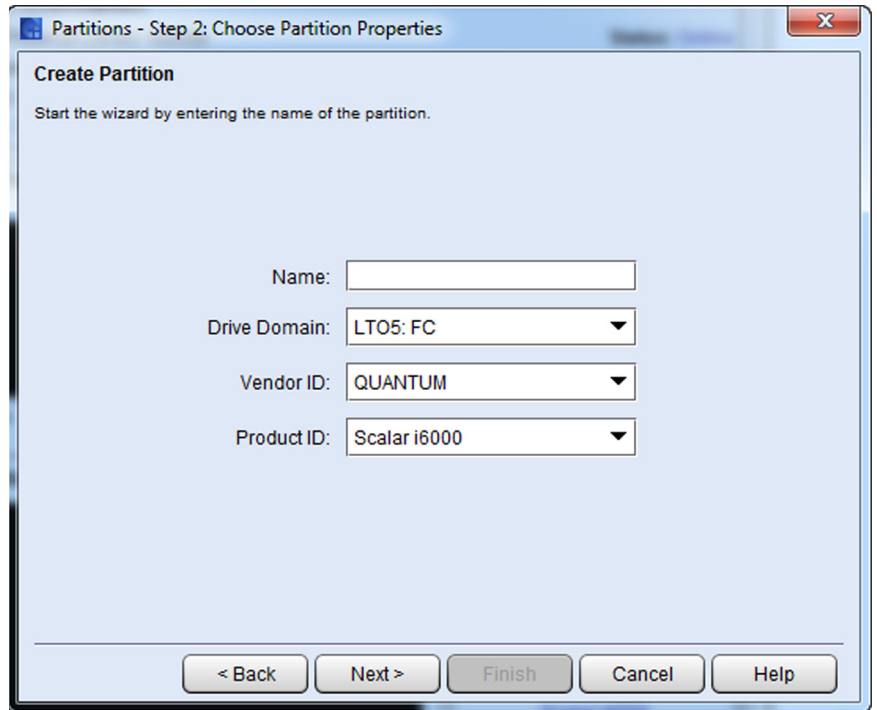 Partitions - Step 2: Choose Partition Properties
Create Partition
Start the wizard by entering the name of the partition.
Name:
Drive Domain: LTO5: FC
Vendor ID: QUANTUM
Product ID: Scalar i6000
< Back Next > Finish Cancel Help